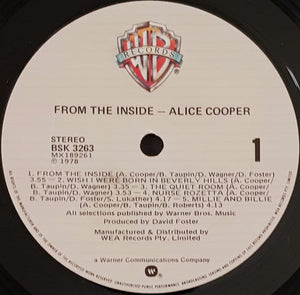 WB
RECORDS
FROM THE INSIDE — ALICE COOPER
STEREO
BSK 3263
MX189261
℗ 1978
1
1. FROM THE INSIDE (A. Cooper/B. Taupin/D. Wagner/D. Foster)
3.55 — 2. WISH I WERE BORN IN BEVERLY HILLS (A. Cooper/
B. Taupin/D. Wagner) 3.35 — 3. THE QUIET ROOM (A. Cooper/
B. Taupin/D. Wagner) 3.50 — 4. NURSE ROZETTA (A. Cooper/
B. Taupin/D. Foster/S. Lukather) 4.17 — 5. MILLIE AND BILLIE
(A. Cooper/B. Taupin/B. Roberts) 4.13
All selections published by Warner Bros. Music
Produced by David Foster
Manufactured & Distributed by
WEA Records Pty. Limited
a Warner Communications Company